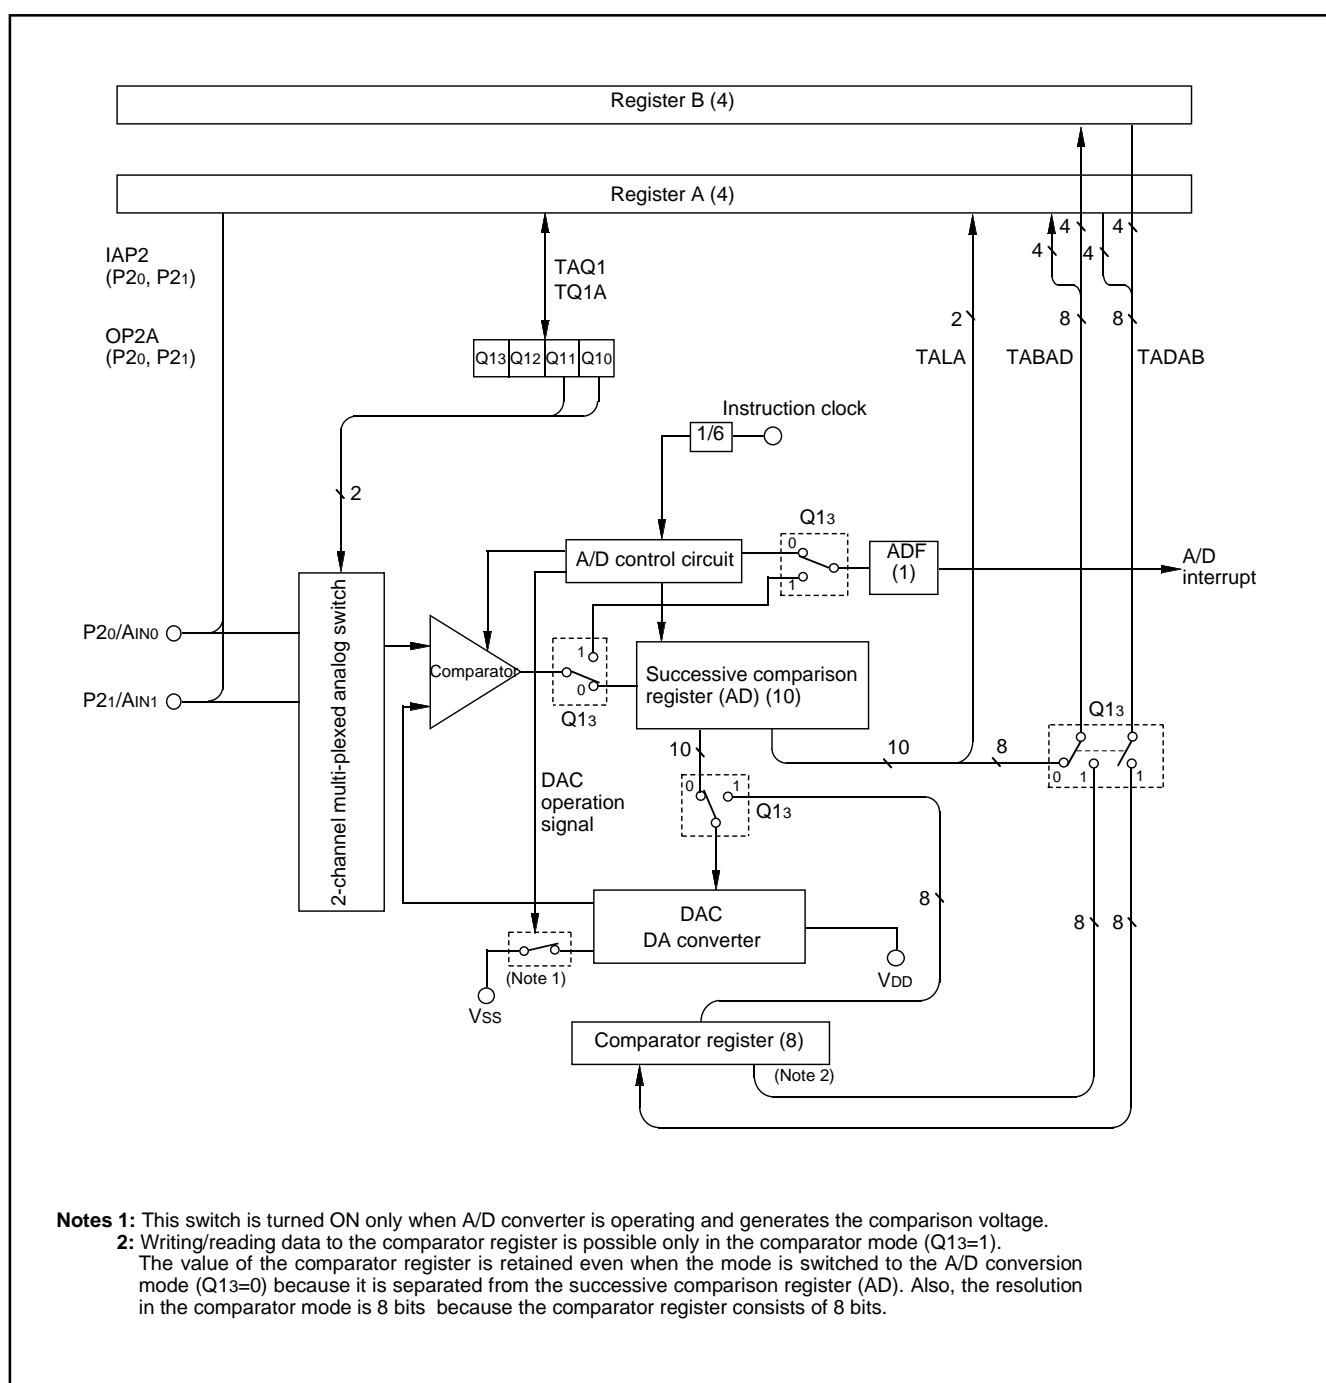 Register B (4)
Register A (4)
IAP2
(P20, P21)
OP2A
(P20, P21)
TAQ1
TQ1A
Q13 Q12 Q11 Q10
2
4
4
4
4
2
8
8
TALA
TABAD
TADAB
Instruction clock
1/6
Q13
0
1
A/D control circuit
ADF
(1)
A/D
interrupt
P20/AIN0
P21/AIN1
2-channel multi-plexed analog switch
Comparator
1
0
Q13
Successive comparison
register (AD) (10)
10
10
8
Q13
0
1
1
DAC
operation
signal
0
1
Q13
8
8
8
DAC
DA converter
(Note 1)
VSS
VDD
Comparator register (8)
(Note 2)
Notes 1: This switch is turned ON only when A/D converter is operating and generates the comparison voltage.
2: Writing/reading data to the comparator register is possible only in the comparator mode (Q13=1).
The value of the comparator register is retained even when the mode is switched to the A/D conversion
mode (Q13=0) because it is separated from the successive comparison register (AD). Also, the resolution
in the comparator mode is 8 bits because the comparator register consists of 8 bits.